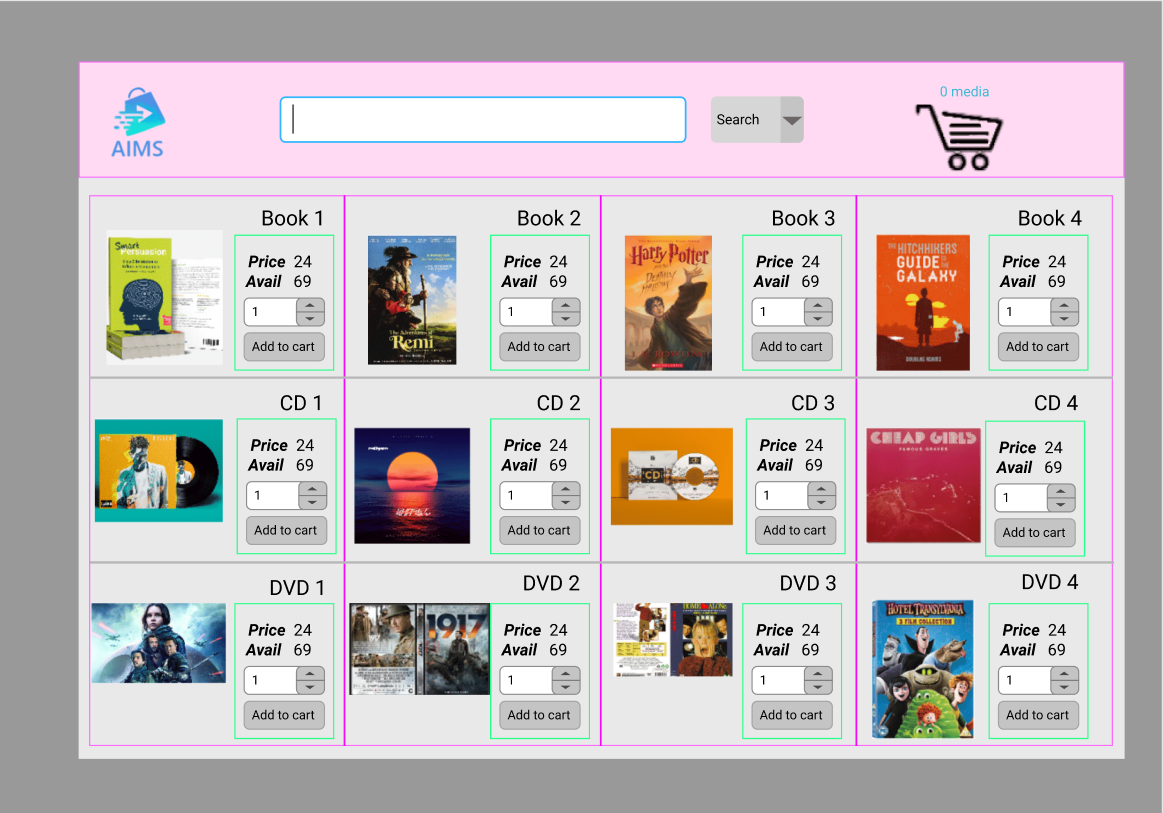 0 media
AIMS
Search
Book 1
Book 2
Book 3
Book 4
Smart
Persuasion
Price 24
Avail 69
1
Add to cart
The Adventures of
Remi
Price 24
Avail 69
1
Add to cart
Harry Potter
and the
Deathly
Hallows
SCHOLASTIC
Price 24
Avail 69
1
Add to cart
THE HITCHHIKERS
GUIDE TO THE
GALAXY
DOUGLAS ADAMS
Price 24
Avail 69
1
Add to cart
CD 1
CD 2
CD 3
CD 4
Price 24
Avail 69
1
Add to cart
Price 24
Avail 69
1
Add to cart
CD
Price 24
Avail 69
1
Add to cart
CHEAP GIRLS
FAMOUS GRAVES
Price 24
Avail 69
1
Add to cart
DVD 1
DVD 2
DVD 3
DVD 4
Price 24
Avail 69
1
Add to cart
1917
Price 24
Avail 69
1
Add to cart
HOME ALONE
Price 24
Avail 69
1
Add to cart
HOTEL TRANSYLVANIA
3 FILM COLLECTION
Price 24
Avail 69
1
Add to cart